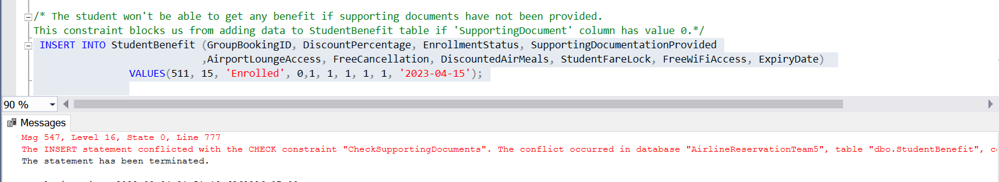 /* The student won't be able to get any benefit if supporting documents have not been provided.
This constraint blocks us from adding data to StudentBenefit table if 'SupportingDocument' column has value 0.*/
INSERT INTO StudentBenefit (GroupBookingID, DiscountPercentage, EnrollmentStatus, SupportingDocumentationProvided
,AirportLoungeAccess, FreeCancellation, DiscountedAirMeals, StudentFareLock, FreeWiFiAccess, ExpiryDate)
VALUES(511, 15, 'Enrolled', 0,1, 1, 1, 1, 1, '2023-04-15');
90 %
Messages
Msg 547, Level 16, State 0, Line 777
The INSERT statement conflicted with the CHECK constraint "CheckSupportingDocuments". The conflict occurred in database "AirlineReservationTeam5", table "dbo.StudentBenefit",
The statement has been terminated.